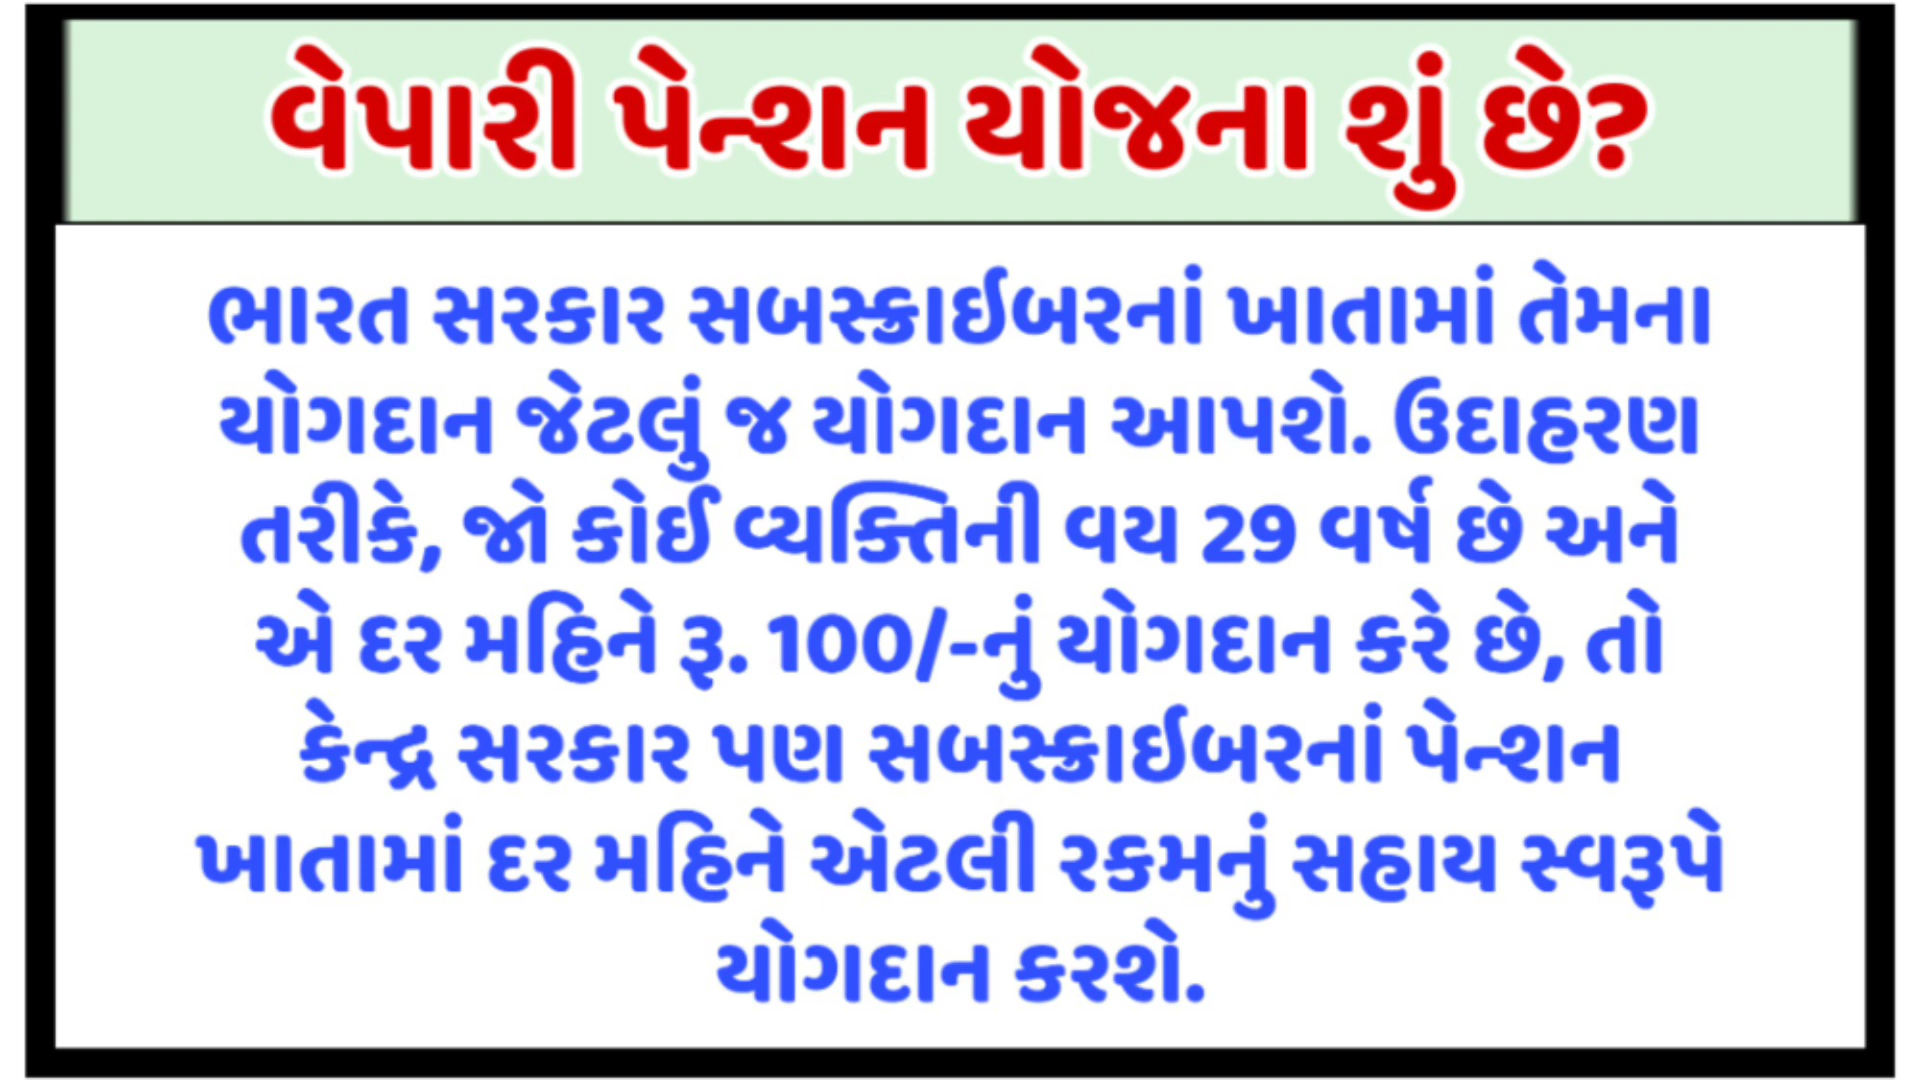 વેપારી પેન્શન યોજના શું છે?
ભારત સરકાર સબસ્ક્રાઈબરનાં ખાતામાં તેમના
યોગદાન જેટલું જ યોગદાન આપશે. ઉદાહરણ
તરીકે, જો કોઈ વ્યક્તિની વય 29 વર્ષ છે અને
એ દર મહિને રૂ. 100/-નું યોગદાન કરે છે, તો
કેન્દ્ર સરકાર પણ સબસ્ક્રાઈબરનાં પેન્શન
ખાતામાં દર મહિને એટલી રકમનું સહાય સ્વરૂપે
યોગદાન કરશે.